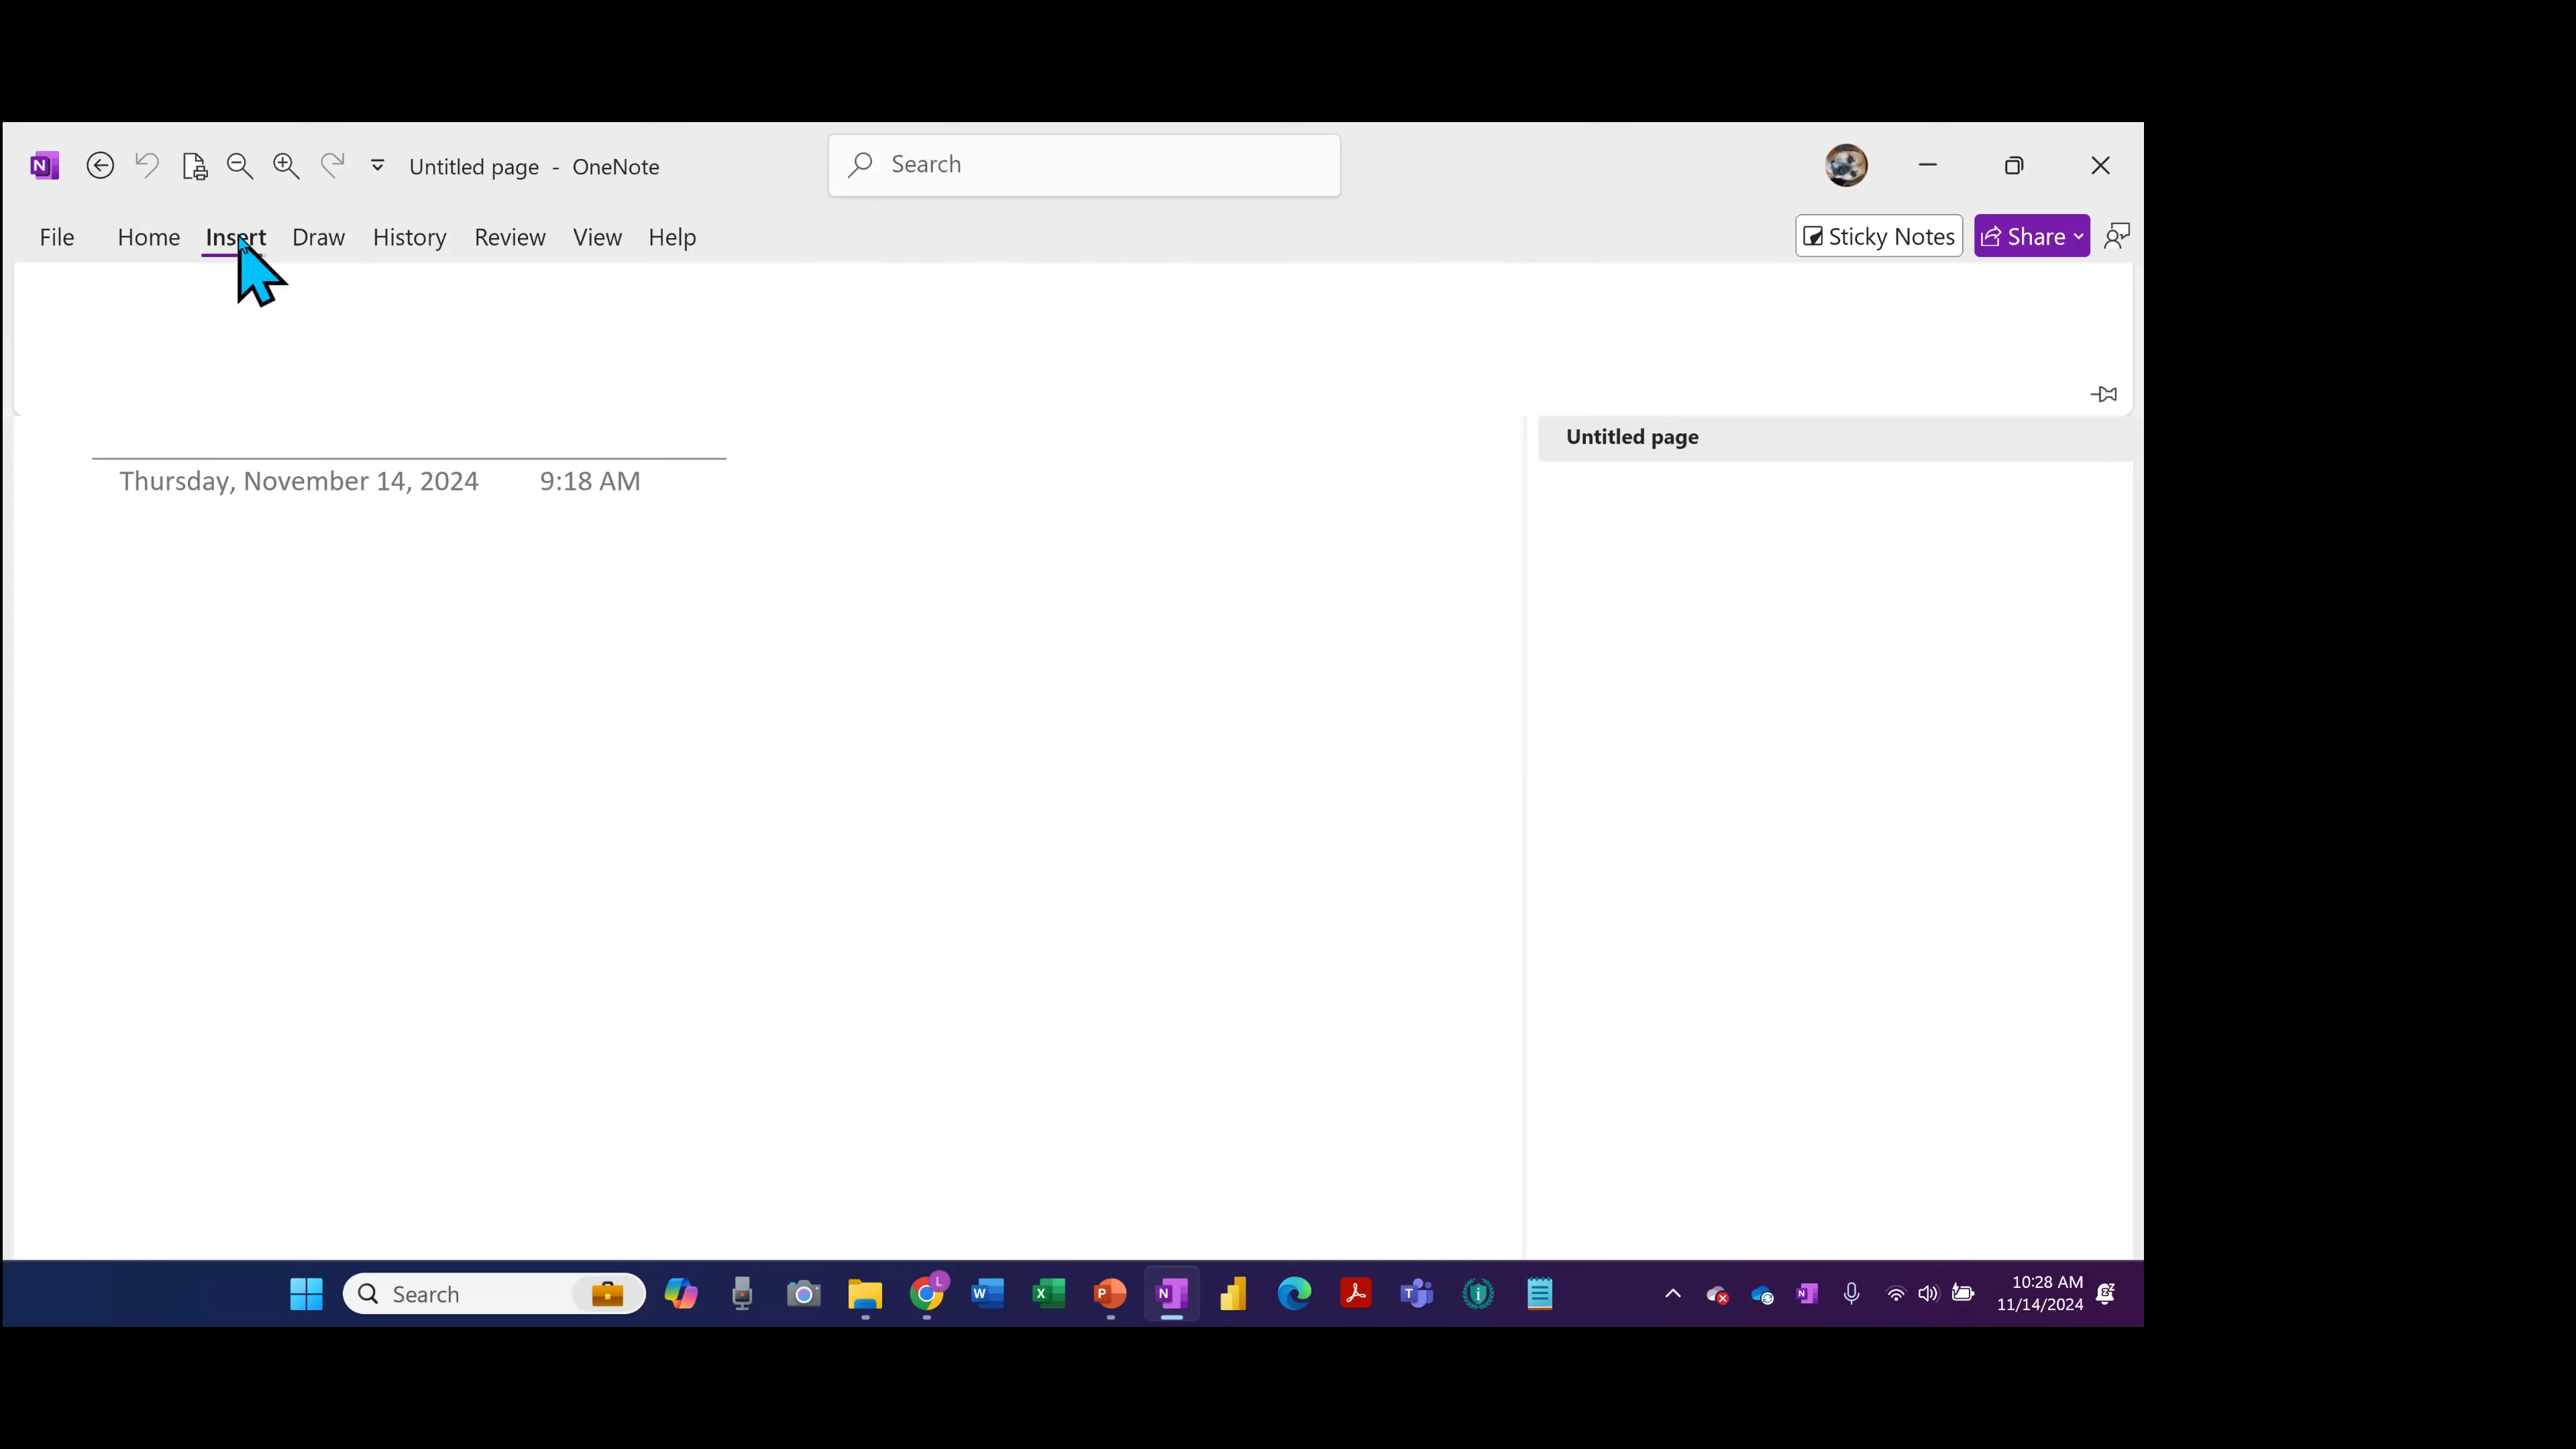 Untitled page - OneNote
Search
File Home Insert Draw History Review View Help
Sticky Notes
Share
Untitled page
Thursday, November 14, 2024 9:18 AM
Search
10:28 AM
11/14/2024